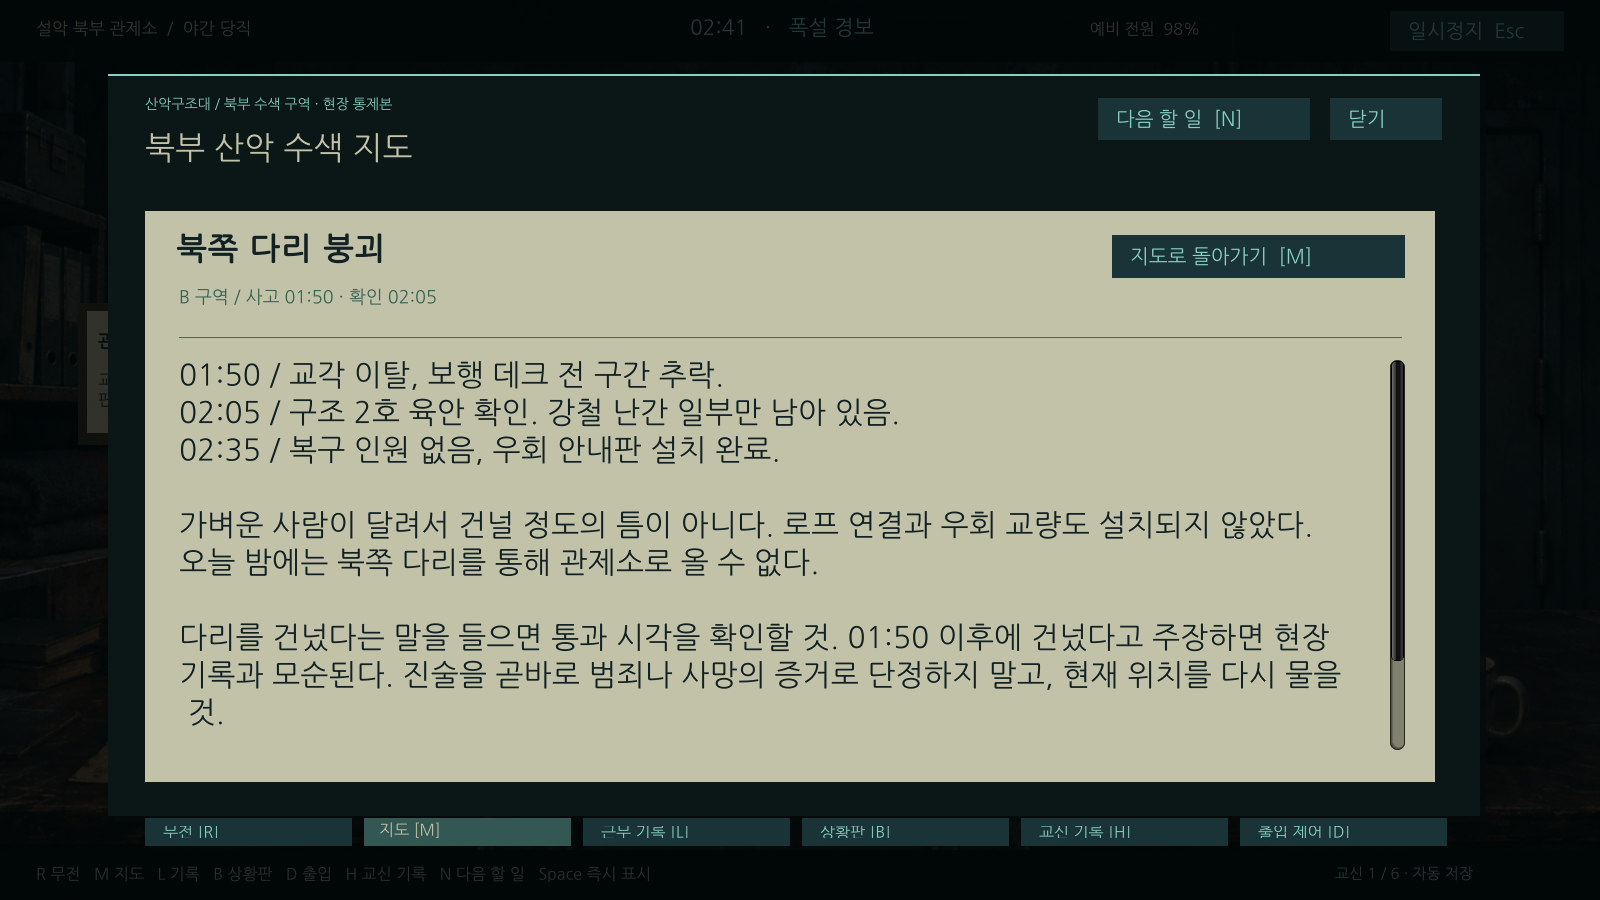 설악 북부 관제소 / 야간 당직
02:41 · 폭설 경보
예비 전원 98%
일시정지 Esc
산악구조대 / 북부 수색 구역 · 현장 통제본
북부 산악 수색 지도
다음 할 일 [N]
닫기
북쪽 다리 붕괴
지도로 돌아가기 [M]
B 구역 / 사고 01:50 · 확인 02:05
01:50 / 교각 이탈, 보행 데크 전 구간 추락.
02:05 / 구조 2호 육안 확인. 강철 난간 일부만 남아 있음.
02:35 / 복구 인원 없음, 우회 안내판 설치 완료.
가벼운 사람이 달려서 건널 정도의 틈이 아니다. 로프 연결과 우회 교량도 설치되지 않았다.
오늘 밤에는 북쪽 다리를 통해 관제소로 올 수 없다.
다리를 건넜다는 말을 들으면 통과 시각을 확인할 것. 01:50 이후에 건넜다고 주장하면 현장
기록과 모순된다. 진술을 곧바로 범죄나 사망의 증거로 단정하지 말고, 현재 위치를 다시 물을
것.
무전 [R]
지도 [M]
근무 기록 [L]
상황판 [B]
교신 기록 [H]
출입 제어 [D]
R 무전 M 지도 L 기록 B 상황판 D 출입 H 교신 기록 N 다음 할 일 Space 즉시 표시
교신 1 / 6 · 자동 저장